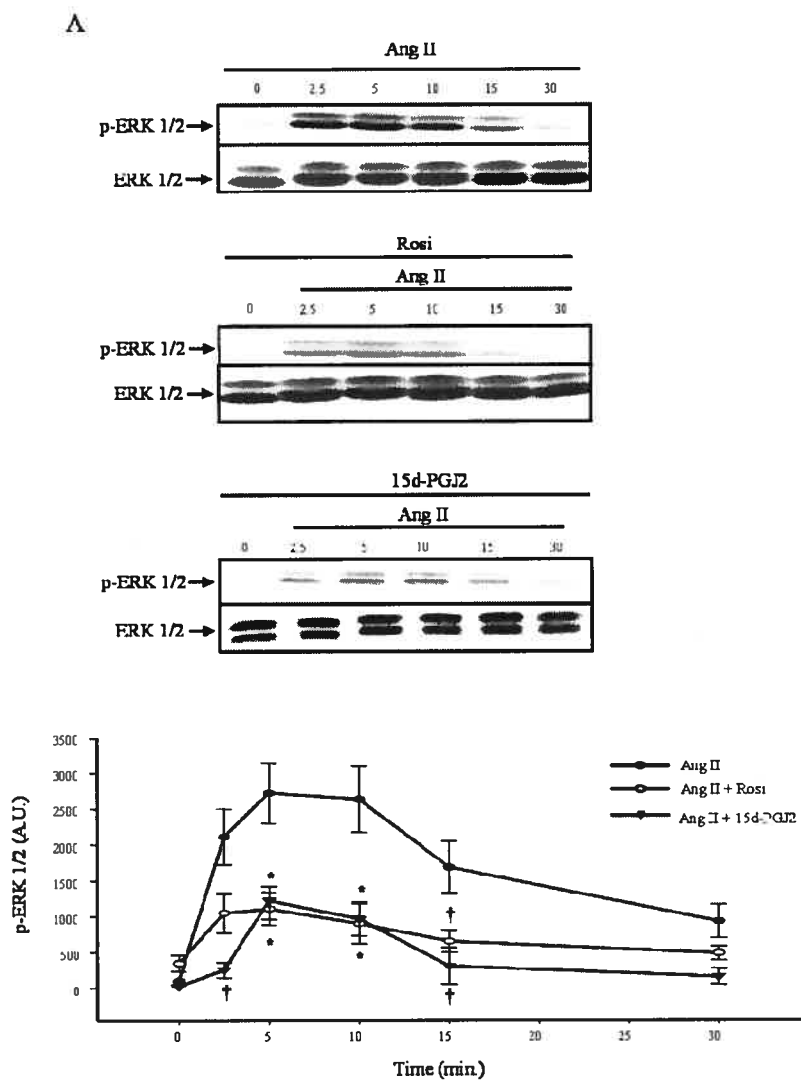 A
Ang II
0 2.5 5 10 15 30
p-ERK 1/2
ERK 1/2
Rosi
Ang II
0 2.5 5 10 15 30
p-ERK 1/2
ERK 1/2
15d-PGJ2
Ang II
0 2.5 5 10 15 30
p-ERK 1/2
ERK 1/2
p-ERK 1/2 (A.U.)
3500
3000
2500
2000
1500
1000
500
0
Ang II
Ang II + Rosi
Ang II + 15d-PGJ2
* * †
* *
† †
0 5 10 15 20 25 30
Time (min.)